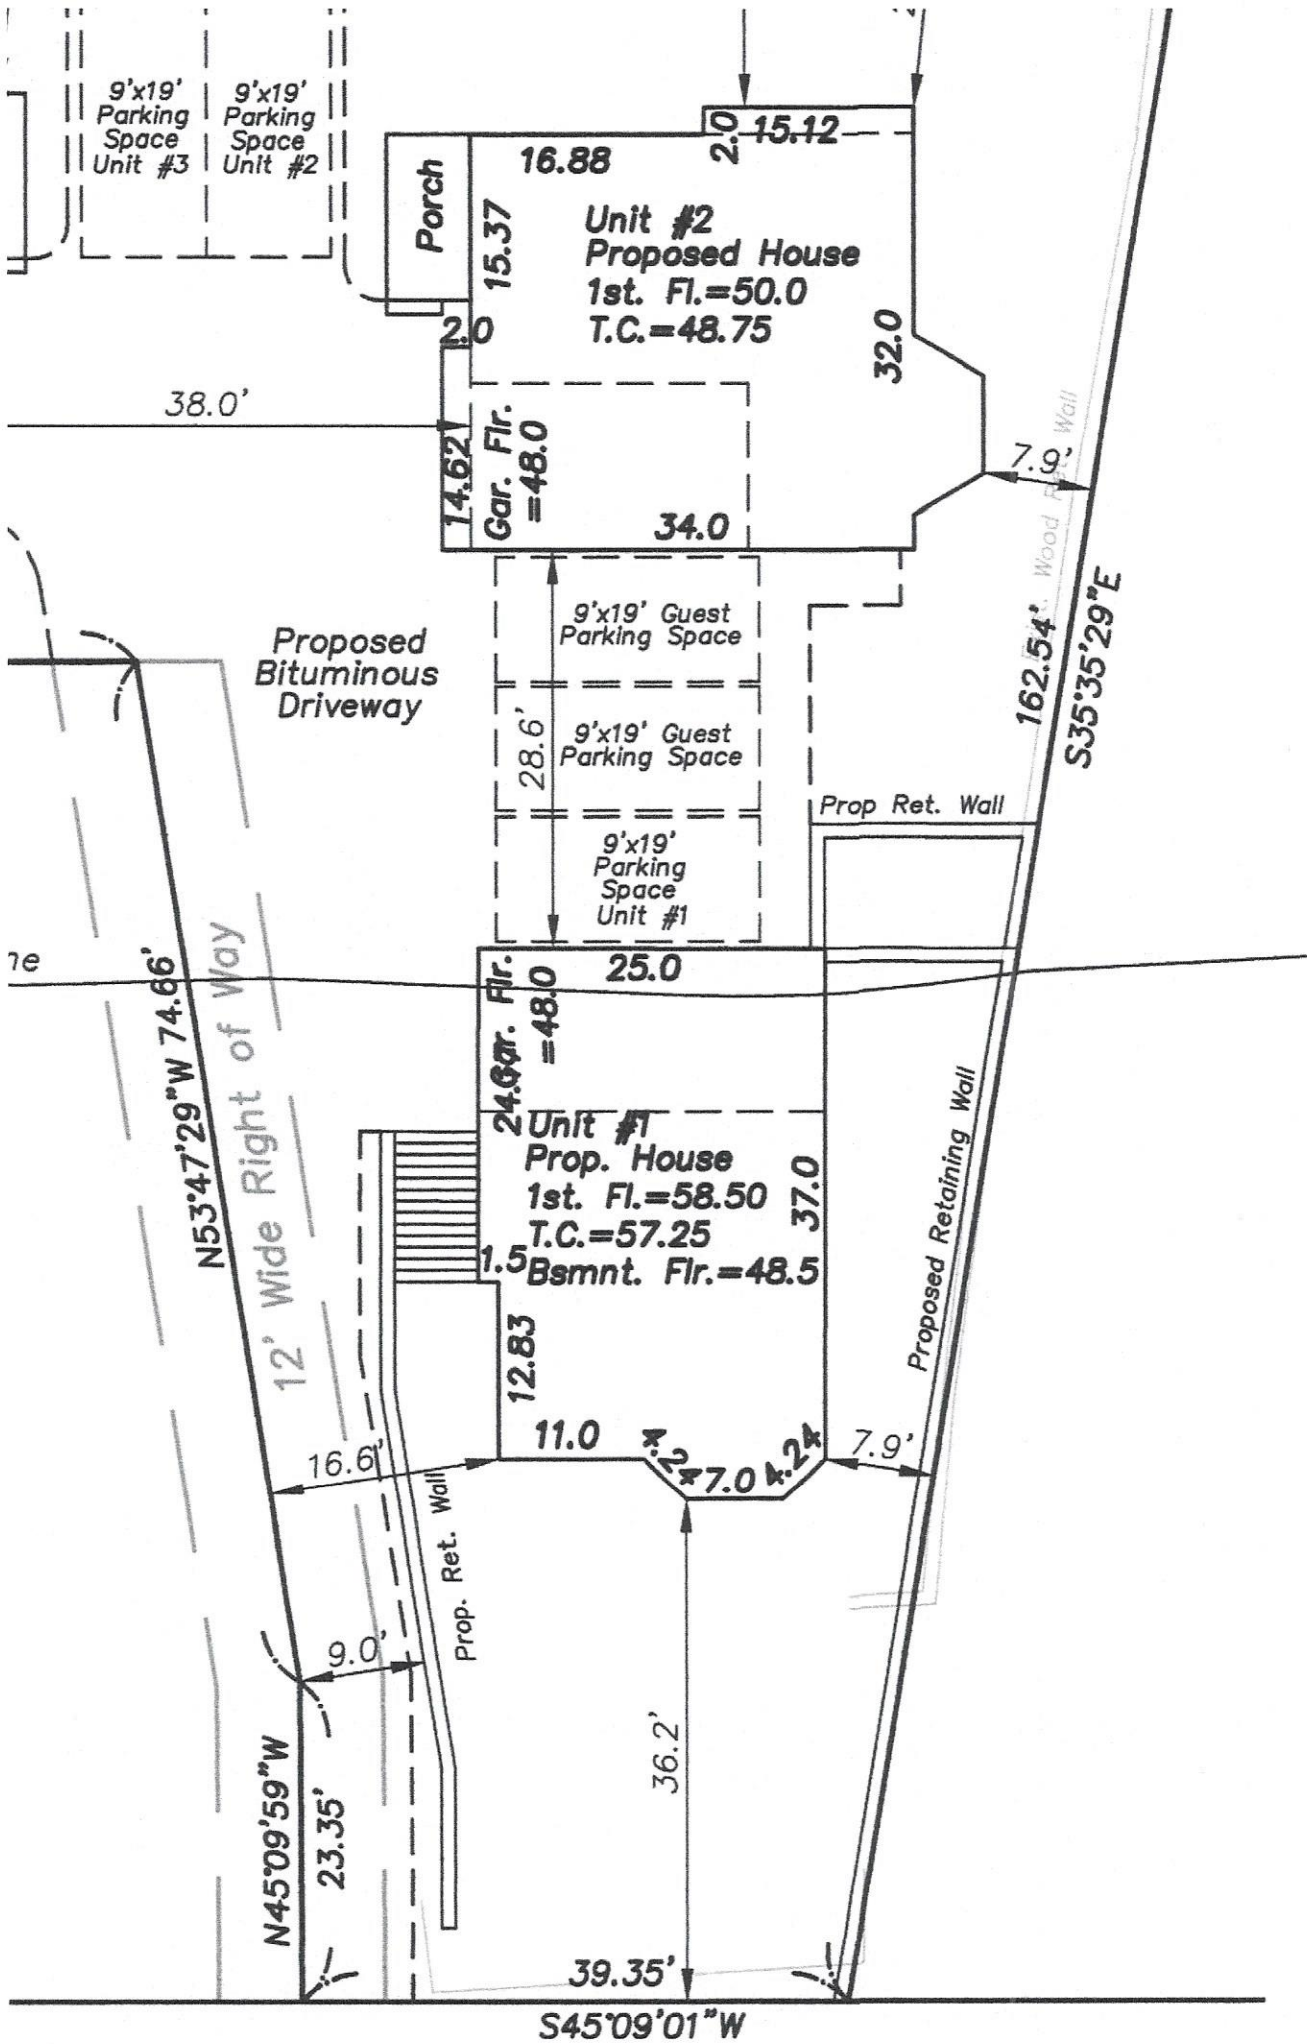 9'x19'
Parking
Space
Unit #3
9'x19'
Parking
Space
Unit #2
Porch
16.88
2.0
15.12
15.37
Unit #2
Proposed House
1st. Fl.=50.0
T.C.=48.75
2.0
32.0
38.0'
14.62
Gar. Flr.
=48.0
34.0
7.9'
Wood Ret. Wall
162.54'
S35°35'29"E
9'x19' Guest
Parking Space
Proposed
Bituminous
Driveway
28.6'
9'x19' Guest
Parking Space
Prop Ret. Wall
9'x19'
Parking
Space
Unit #1
ne
N53°47'29"W 74.66'
12' Wide Right of Way
25.0
Gar. Flr.
=48.0
Unit #1
Prop. House
1st. Fl.=58.50
T.C.=57.25
Bsmnt. Flr.=48.5
37.0
1.5
12.83
Proposed Retaining Wall
11.0
4.24
7.0
4.24
7.9'
16.6'
Prop. Ret. Wall
9.0'
36.2'
N45°09'59"W
23.35'
39.35'
S45°09'01"W